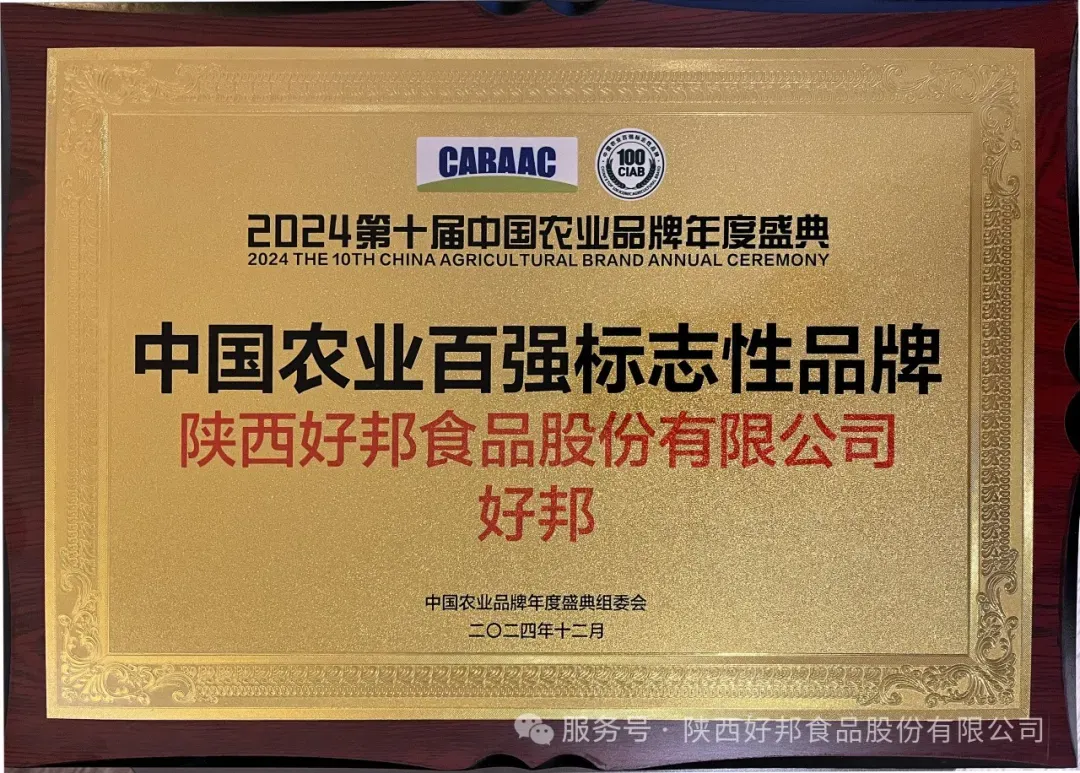 CABAAC
100
CIAB
2024第十届中国农业品牌年度盛典
2024 THE 10TH CHINA AGRICULTURAL BRAND ANNUAL CEREMONY
中国农业百强标志性品牌
陕西好邦食品股份有限公司
好邦
中国农业品牌年度盛典组委会
二〇二四年十二月
服务号·陕西好邦食品股份有限公司